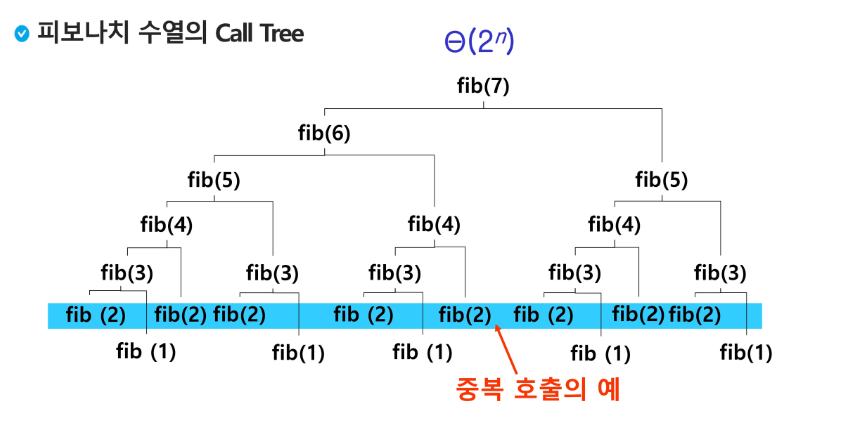 피보나치 수열의 Call Tree
Θ(2ⁿ)
fib(7)
fib(6)
fib(5) fib(5)
fib(4) fib(4) fib(4)
fib(3) fib(3) fib(3) fib(3) fib(3)
fib (2) fib(2) fib(2) fib (2) fib(2) fib (2) fib(2) fib(2)
fib (1) fib(1) fib (1) fib (1) fib(1)
중복 호출의 예